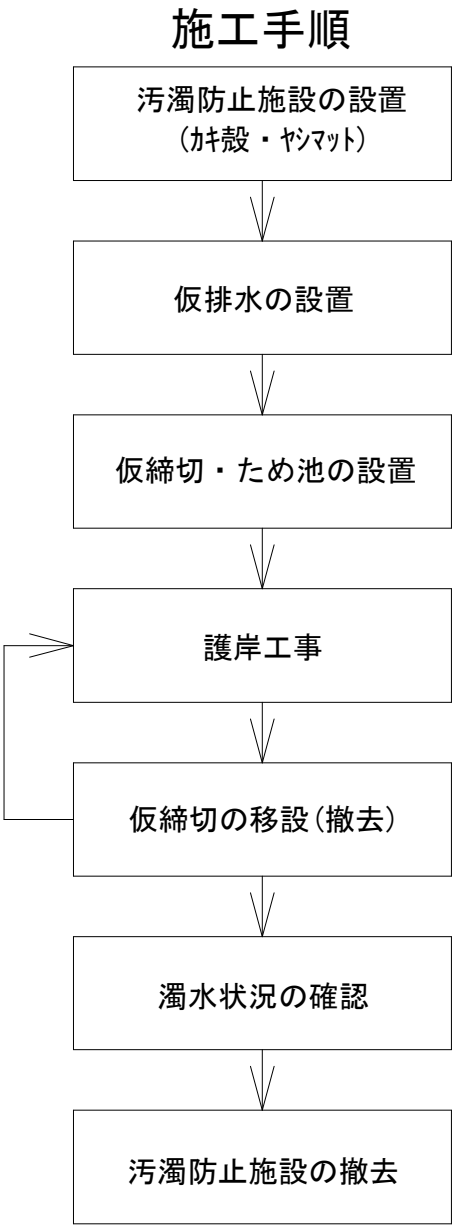 施工手順
汚濁防止施設の設置
(ｶｷ殻・ﾔｼﾏｯﾄ)
仮排水の設置
仮締切・ため池の設置
護岸工事
仮締切の移設(撤去)
濁水状況の確認
汚濁防止施設の撤去